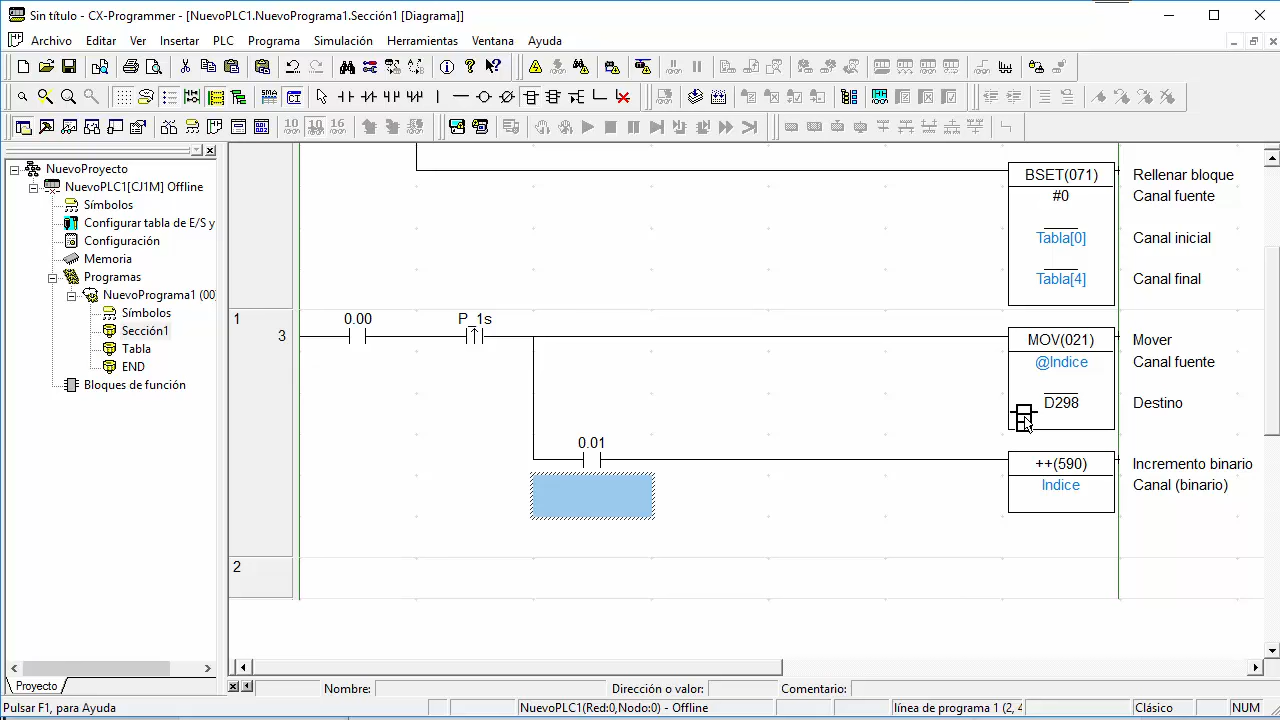 Sin título - CX-Programmer - [NuevoPLC1.NuevoPrograma1.Sección1 [Diagrama]]
Archivo Editar Ver Insertar PLC Programa Simulación Herramientas Ventana Ayuda
10 10 16
NuevoProyecto
NuevoPLC1[CJ1M] Offline
Símbolos
Configurar tabla de E/S y
Configuración
Memoria
Programas
NuevoPrograma1 (00
Símbolos
Sección1
Tabla
END
Bloques de función
Proyecto
BSET(071) Rellenar bloque
#0 Canal fuente
Tabla[0] Canal inicial
Tabla[4] Canal final
1
3
0.00 P_1s
MOV(021) Mover
@Indice Canal fuente
D298 Destino
0.01
++(590) Incremento binario
Indice Canal (binario)
2
Nombre: Dirección o valor: Comentario:
Pulsar F1, para Ayuda NuevoPLC1(Red:0,Nodo:0) - Offline línea de programa 1 (2, 4 Clásico NUM